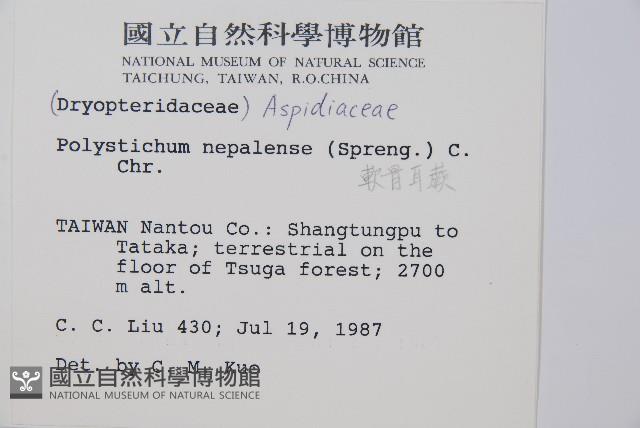 國立自然科學博物館
NATIONAL MUSEUM OF NATURAL SCIENCE
TAICHUNG, TAIWAN, R.O.CHINA
(Dryopteridaceae) Aspidiaceae
Polystichum nepalense (Spreng.) C.
Chr.
軟骨耳蕨
TAIWAN Nantou Co.: Shangtungpu to
Tataka; terrestrial on the
floor of Tsuga forest; 2700
m alt.
C. C. Liu 430; Jul 19, 1987
Det. by C. M. Kuo
國立自然科學博物館
NATIONAL MUSEUM OF NATURAL SCIENCE